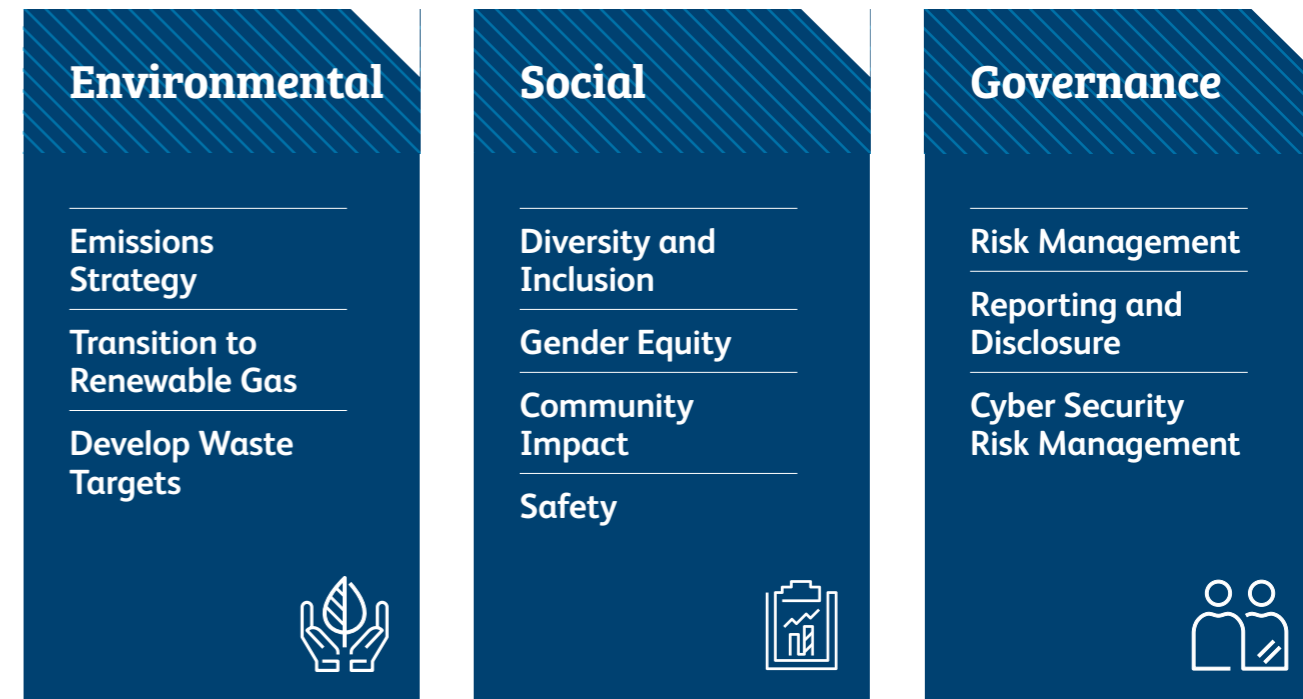 Environmental
Emissions
Strategy
Transition to
Renewable Gas
Develop Waste
Targets
Social
Diversity and
Inclusion
Gender Equity
Community
Impact
Safety
Governance
Risk Management
Reporting and
Disclosure
Cyber Security
Risk Management